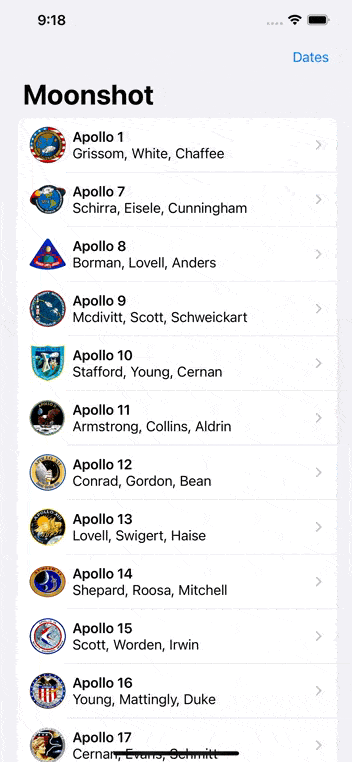 9:18
Dates
Moonshot
Apollo 1
Grissom, White, Chaffee
Apollo 7
Schirra, Eisele, Cunningham
Apollo 8
Borman, Lovell, Anders
Apollo 9
Mcdivitt, Scott, Schweickart
Apollo 10
Stafford, Young, Cernan
Apollo 11
Armstrong, Collins, Aldrin
Apollo 12
Conrad, Gordon, Bean
Apollo 13
Lovell, Swigert, Haise
Apollo 14
Shepard, Roosa, Mitchell
Apollo 15
Scott, Worden, Irwin
Apollo 16
Young, Mattingly, Duke
Apollo 17
Cernan, Evans, Schmitt